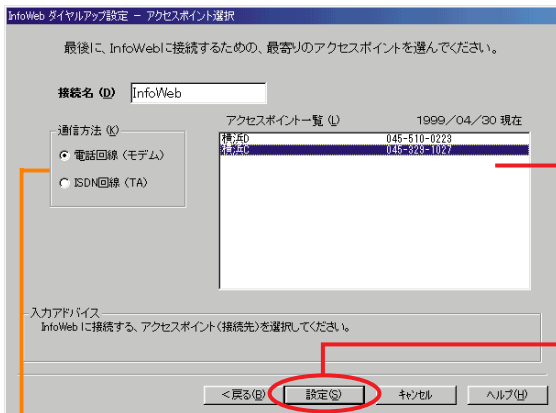 InfoWeb ダイヤルアップ設定 － アクセスポイント選択
最後に、InfoWebに接続するための、最寄りのアクセスポイントを選んでください。
接続名 (D) InfoWeb
通信方法 (K)
電話回線 (モデム)
ISDN回線 (TA)
アクセスポイント一覧 (L) 1999／04／30 現在
横浜D 045-510-0223
横浜C 045-329-1027
入力アドバイス
InfoWeb に接続する、アクセスポイント(接続先)を選択してください。
<戻る(B) 設定(S) キャンセル ヘルプ(H)